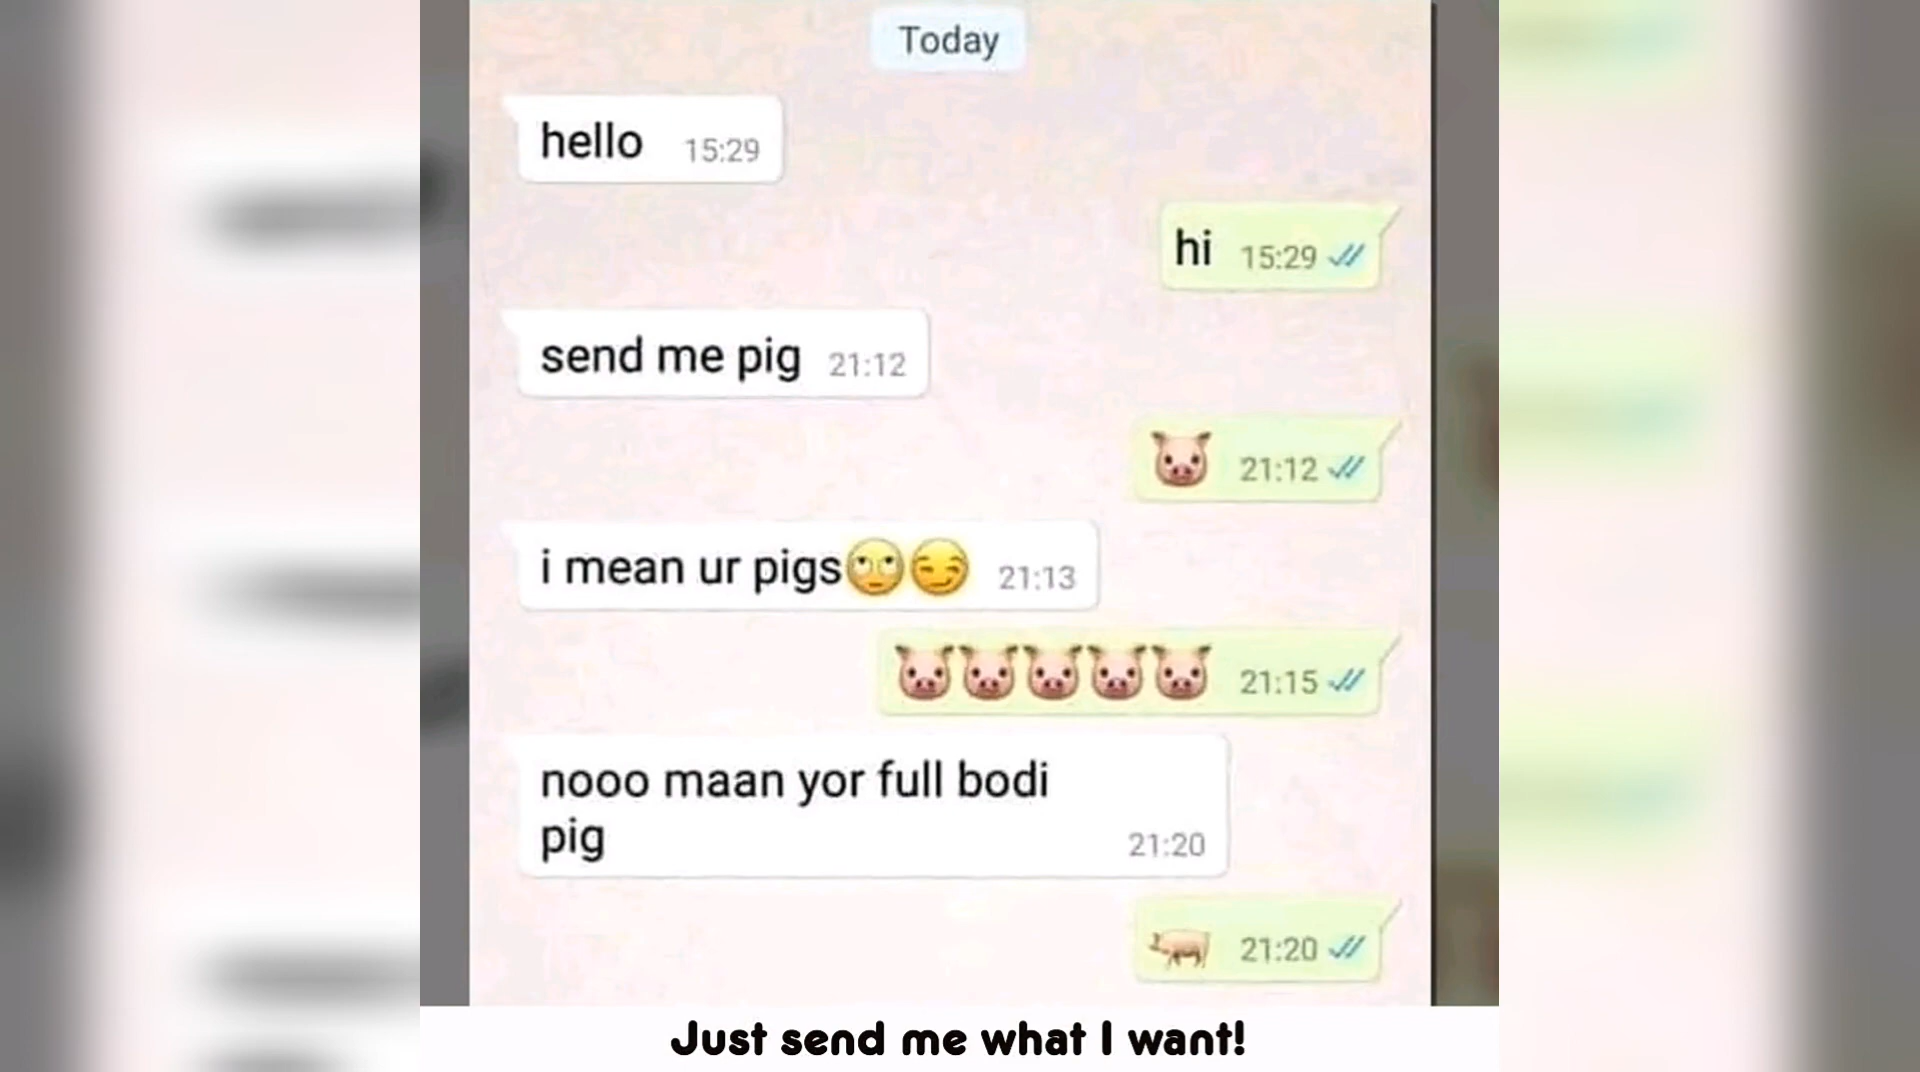 Today
hello 15:29
hi 15:29
send me pig 21:12
🐷 21:12
i mean ur pigs🙄😏 21:13
🐷🐷🐷🐷🐷 21:15
nooo maan yor full bodi
pig 21:20
🐖 21:20
Just send me what I want!